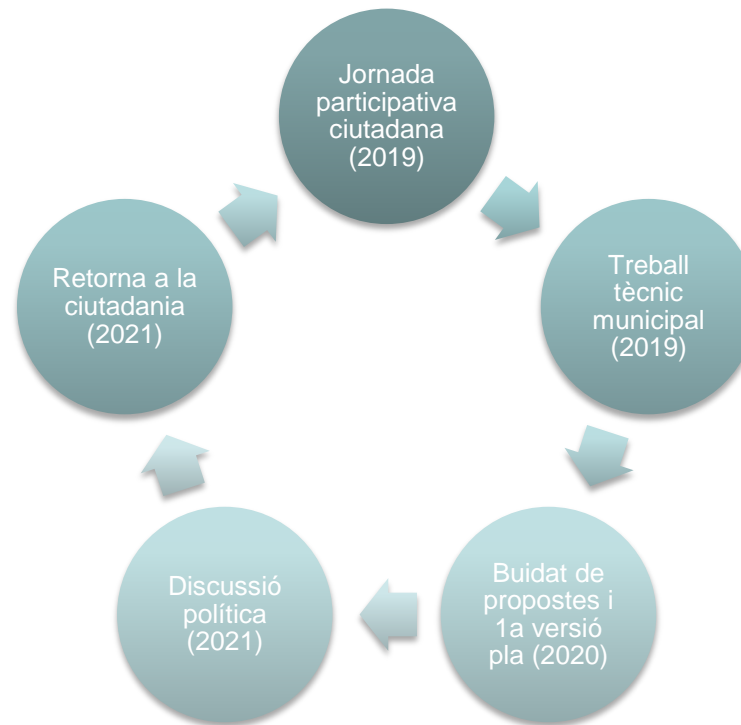 Jornada
participativa
ciutadana
(2019)
Treball
tècnic
municipal
(2019)
Buidat de
propostes i
1a versió
pla (2020)
Discussió
política
(2021)
Retorna a la
ciutadania
(2021)